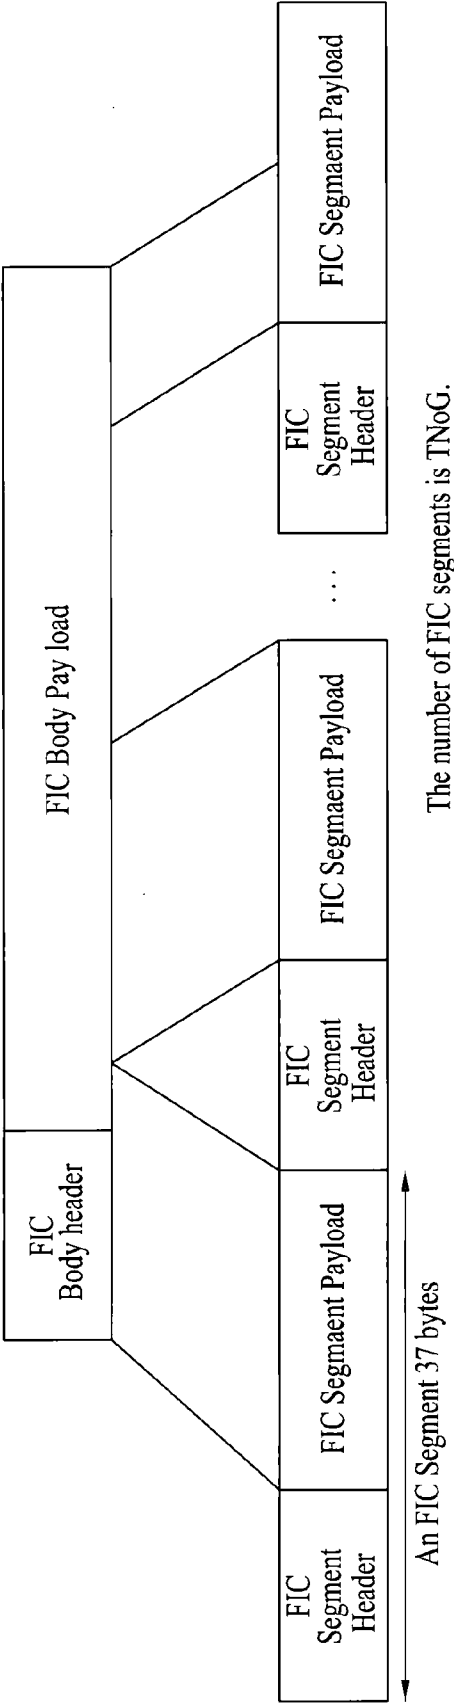 FIC
Body header
FIC Body Pay load
FIC
Segment
Header
FIC Segmaent Payload
FIC
Segment
Header
FIC Segmaent Payload
...
FIC
Segment
Header
FIC Segmaent Payload
An FIC Segment 37 bytes
The number of FIC segments is TNoG.